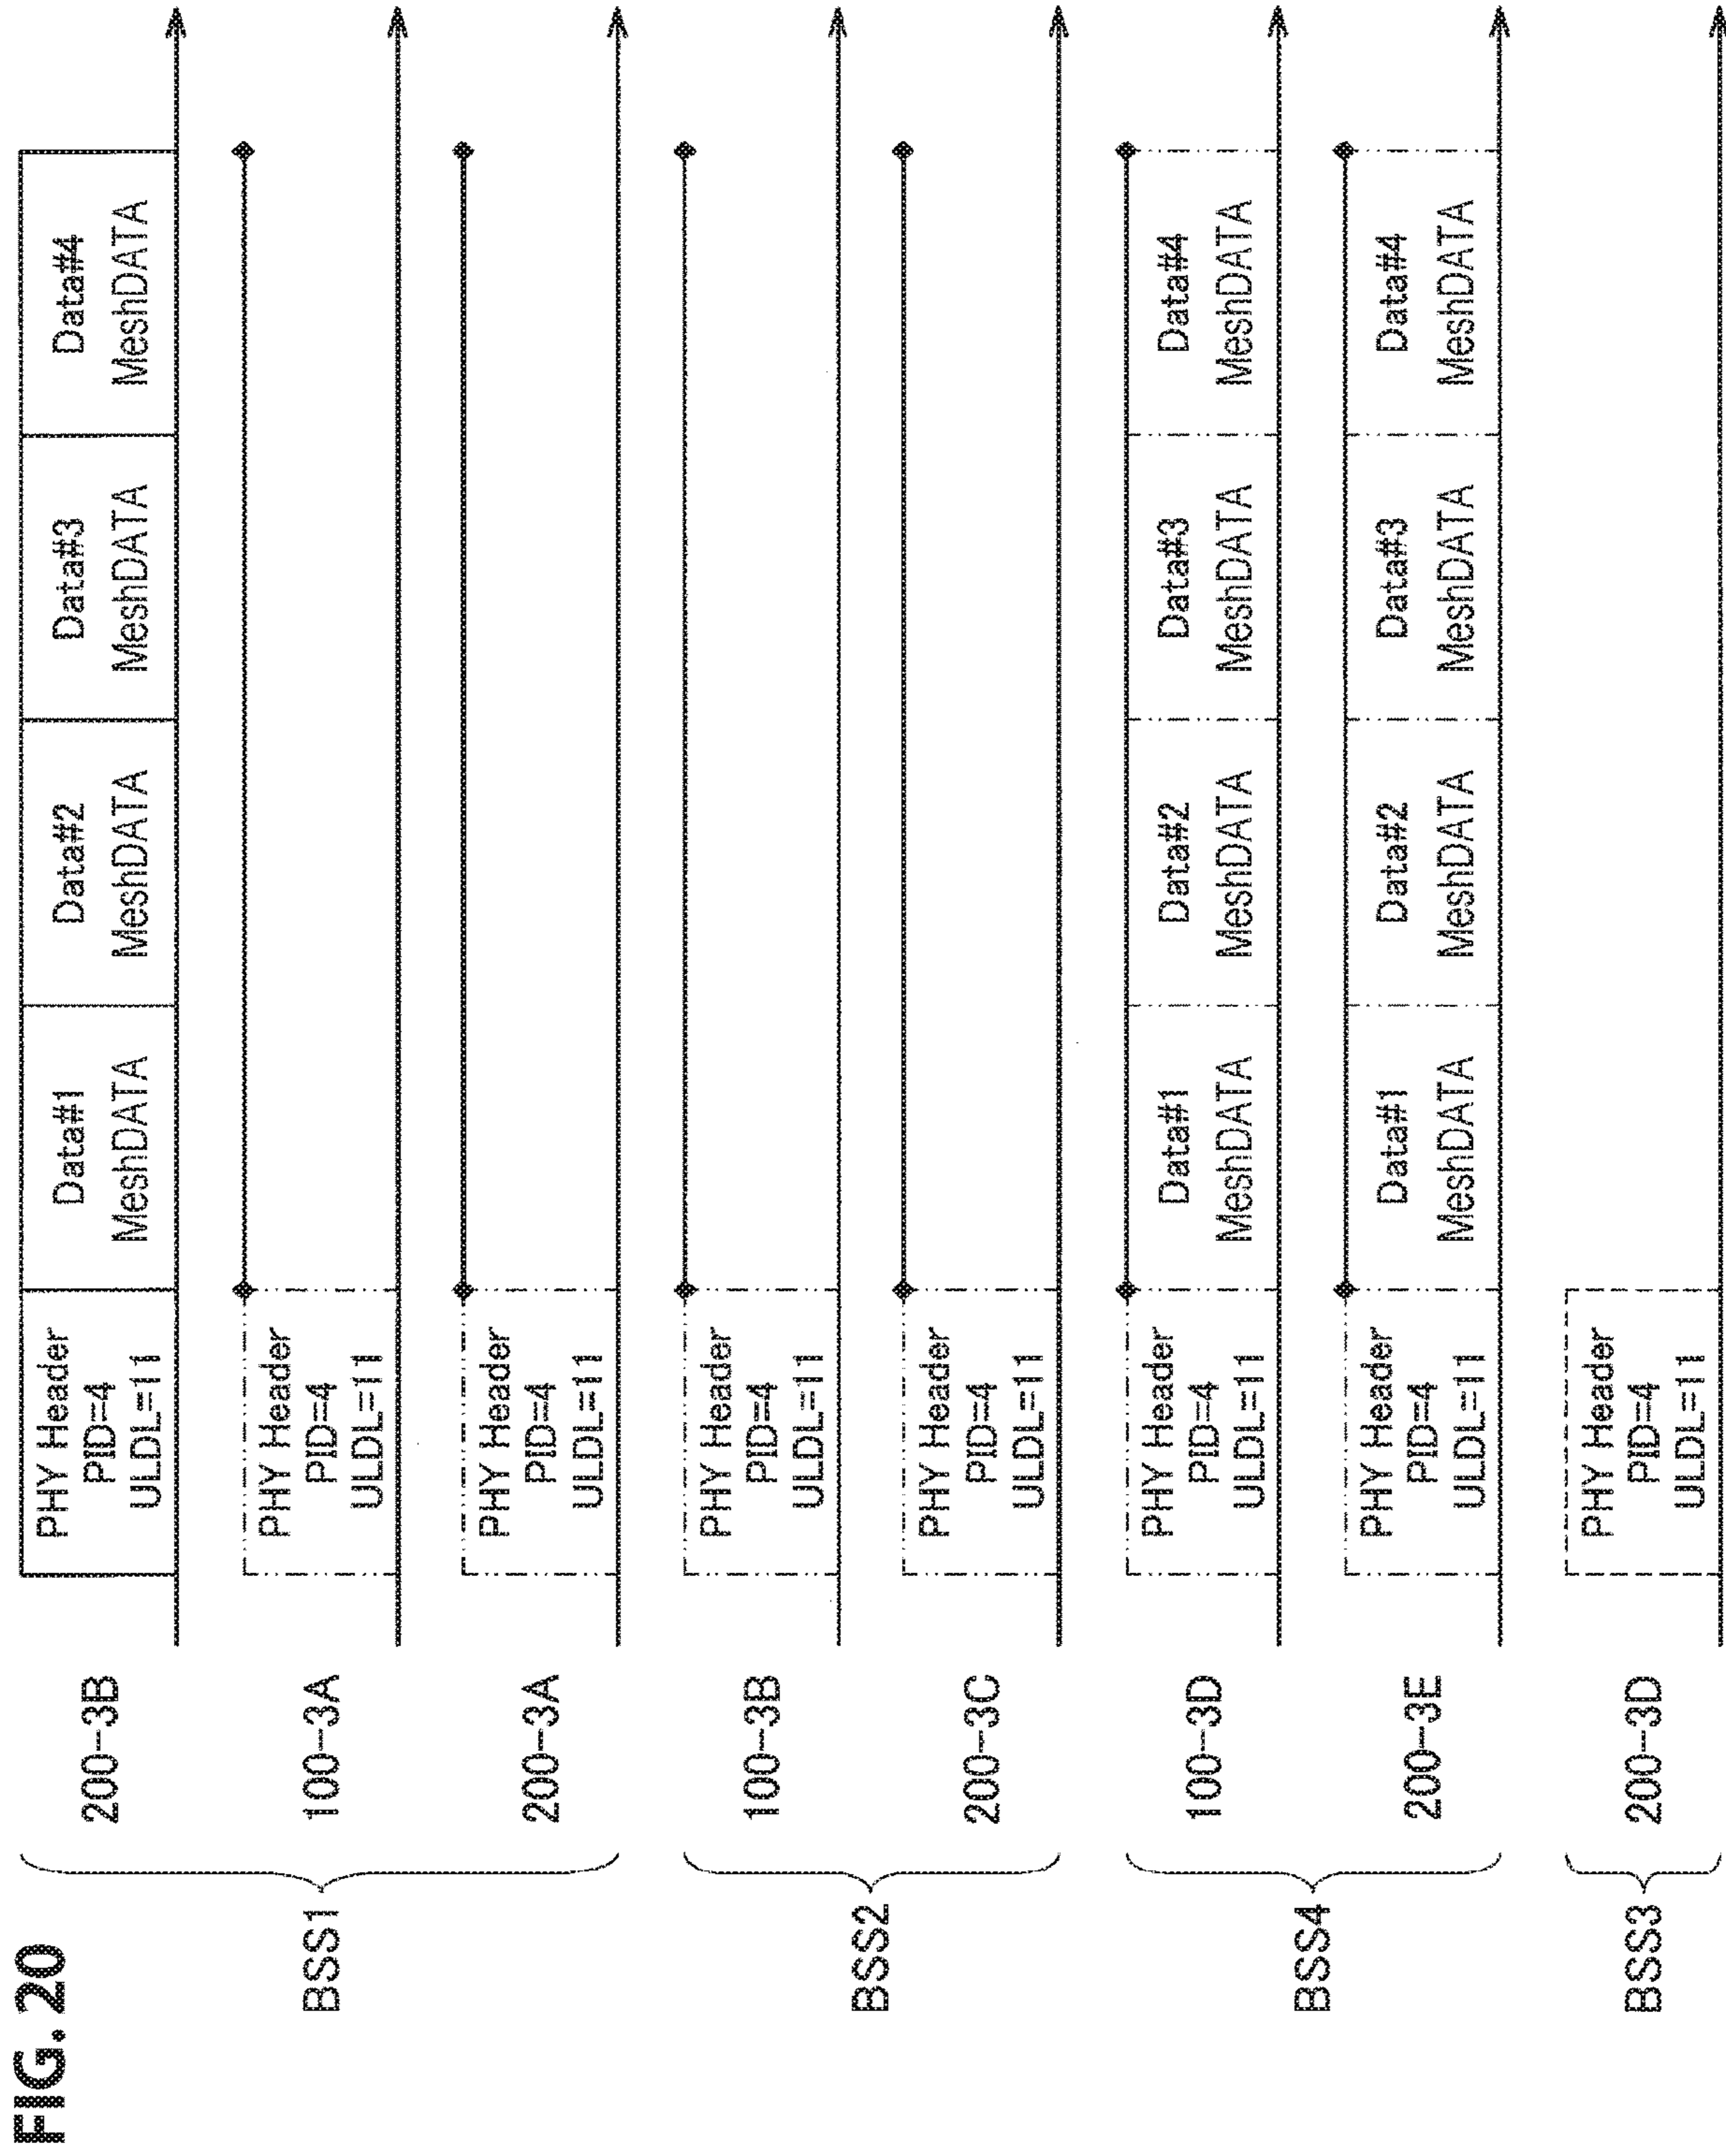 FIG. 20
BSS1
200-3B
PHY Header
PID=4
ULDL=11
Data#1
MeshDATA
Data#2
MeshDATA
Data#3
MeshDATA
Data#4
MeshDATA
100-3A
PHY Header
PID=4
ULDL=11
200-3A
PHY Header
PID=4
ULDL=11
BSS2
100-3B
PHY Header
PID=4
ULDL=11
200-3C
PHY Header
PID=4
ULDL=11
BSS4
100-3D
PHY Header
PID=4
ULDL=11
Data#1
MeshDATA
Data#2
MeshDATA
Data#3
MeshDATA
Data#4
MeshDATA
200-3E
PHY Header
PID=4
ULDL=11
Data#1
MeshDATA
Data#2
MeshDATA
Data#3
MeshDATA
Data#4
MeshDATA
BSS3
200-3D
PHY Header
PID=4
ULDL=11